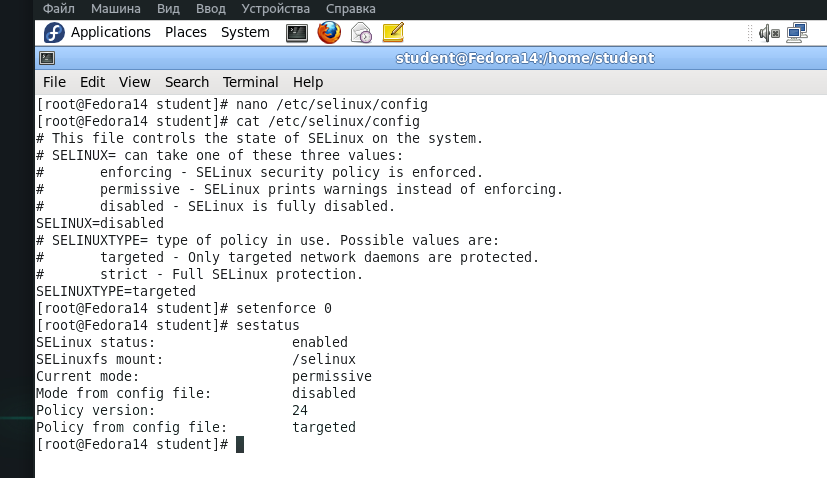 Файл Машина Вид Ввод Устройства Справка
Applications Places System
student@Fedora14:/home/student
File Edit View Search Terminal Help
[root@Fedora14 student]# nano /etc/selinux/config
[root@Fedora14 student]# cat /etc/selinux/config
# This file controls the state of SELinux on the system.
# SELINUX= can take one of these three values:
#       enforcing - SELinux security policy is enforced.
#       permissive - SELinux prints warnings instead of enforcing.
#       disabled - SELinux is fully disabled.
SELINUX=disabled
# SELINUXTYPE= type of policy in use. Possible values are:
#       targeted - Only targeted network daemons are protected.
#       strict - Full SELinux protection.
SELINUXTYPE=targeted
[root@Fedora14 student]# setenforce 0
[root@Fedora14 student]# sestatus
SELinux status:                 enabled
SELinuxfs mount:                /selinux
Current mode:                   permissive
Mode from config file:          disabled
Policy version:                 24
Policy from config file:        targeted
[root@Fedora14 student]#